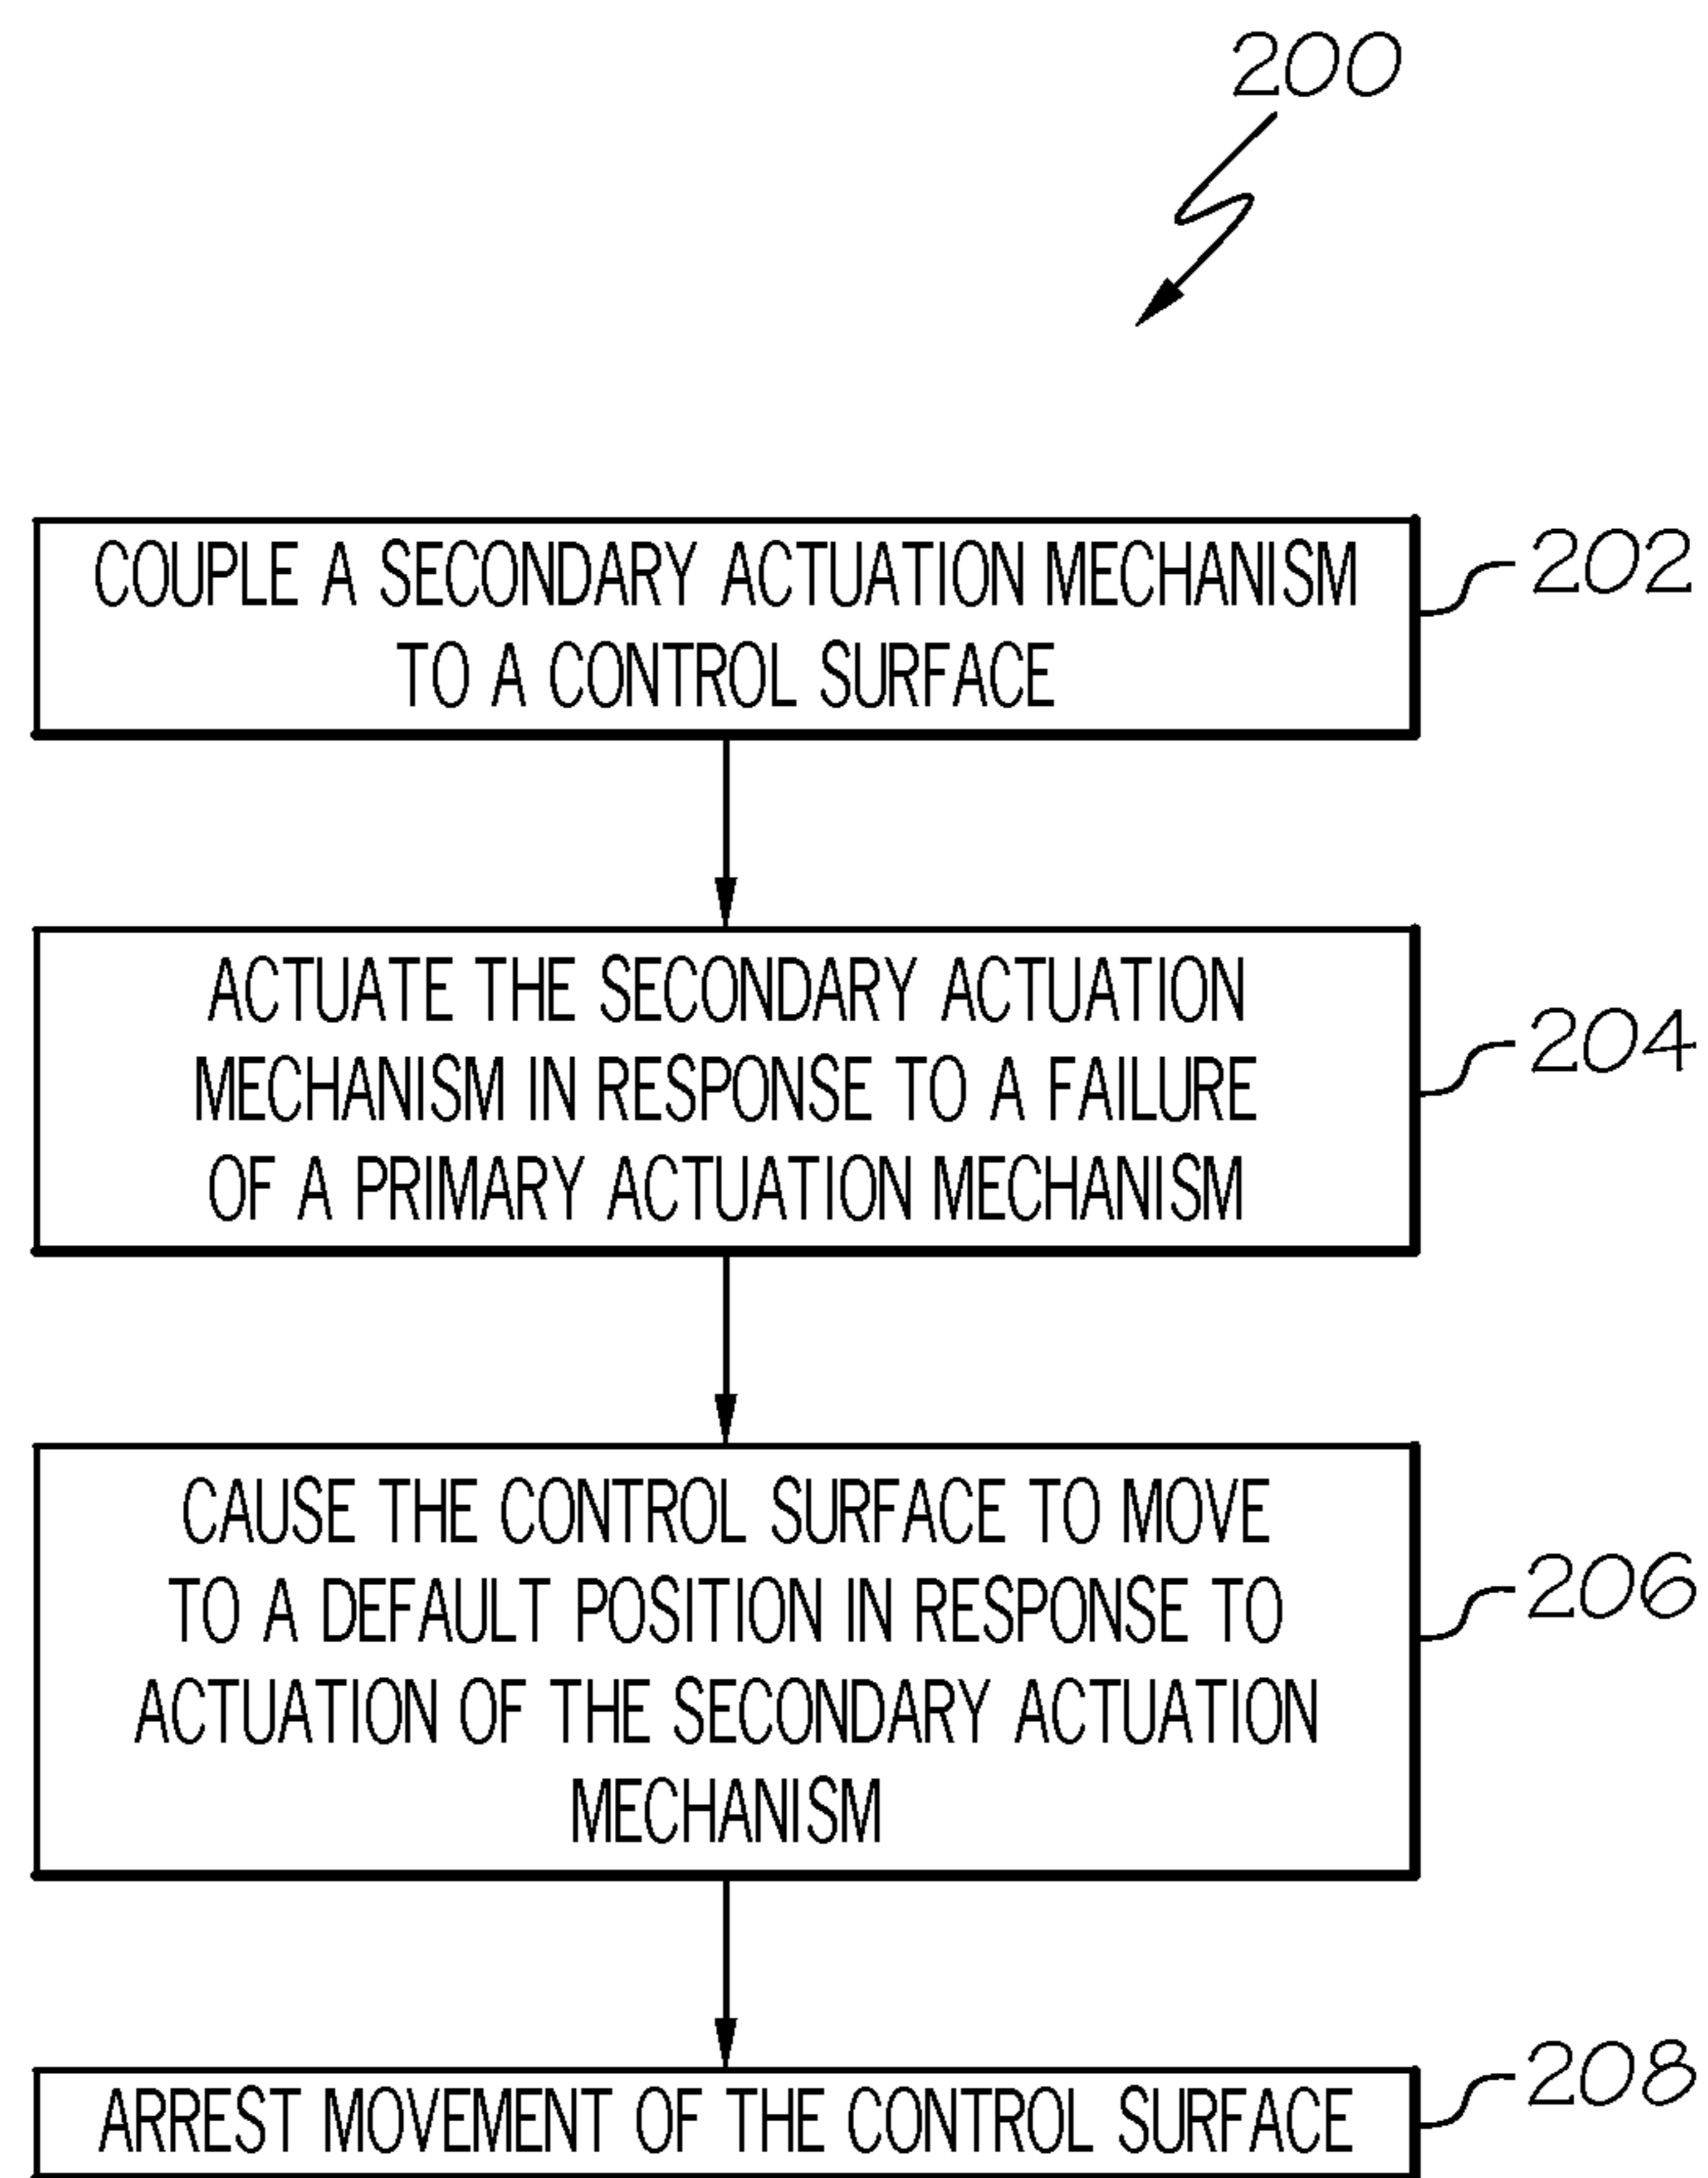 200
COUPLE A SECONDARY ACTUATION MECHANISM
TO A CONTROL SURFACE
202
ACTUATE THE SECONDARY ACTUATION
MECHANISM IN RESPONSE TO A FAILURE
OF A PRIMARY ACTUATION MECHANISM
204
CAUSE THE CONTROL SURFACE TO MOVE
TO A DEFAULT POSITION IN RESPONSE TO
ACTUATION OF THE SECONDARY ACTUATION
MECHANISM
206
ARREST MOVEMENT OF THE CONTROL SURFACE
208